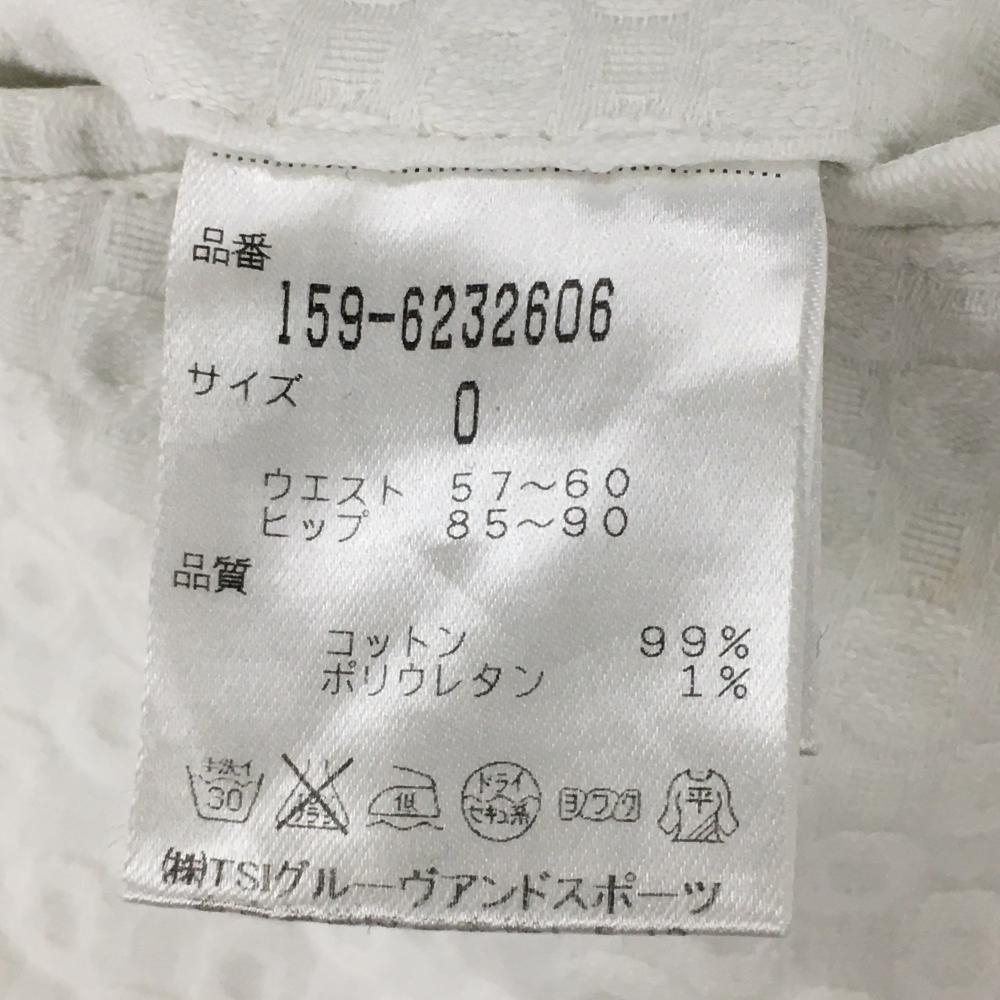 品番
159-6232606
サイズ
0
ウエスト 57〜60
ヒップ 85〜90
品質
コットン 99%
ポリウレタン 1%
手洗イ 30 低 ドライ セキユ系 ヨワク 平
㈱TSIグルーヴアンドスポーツ